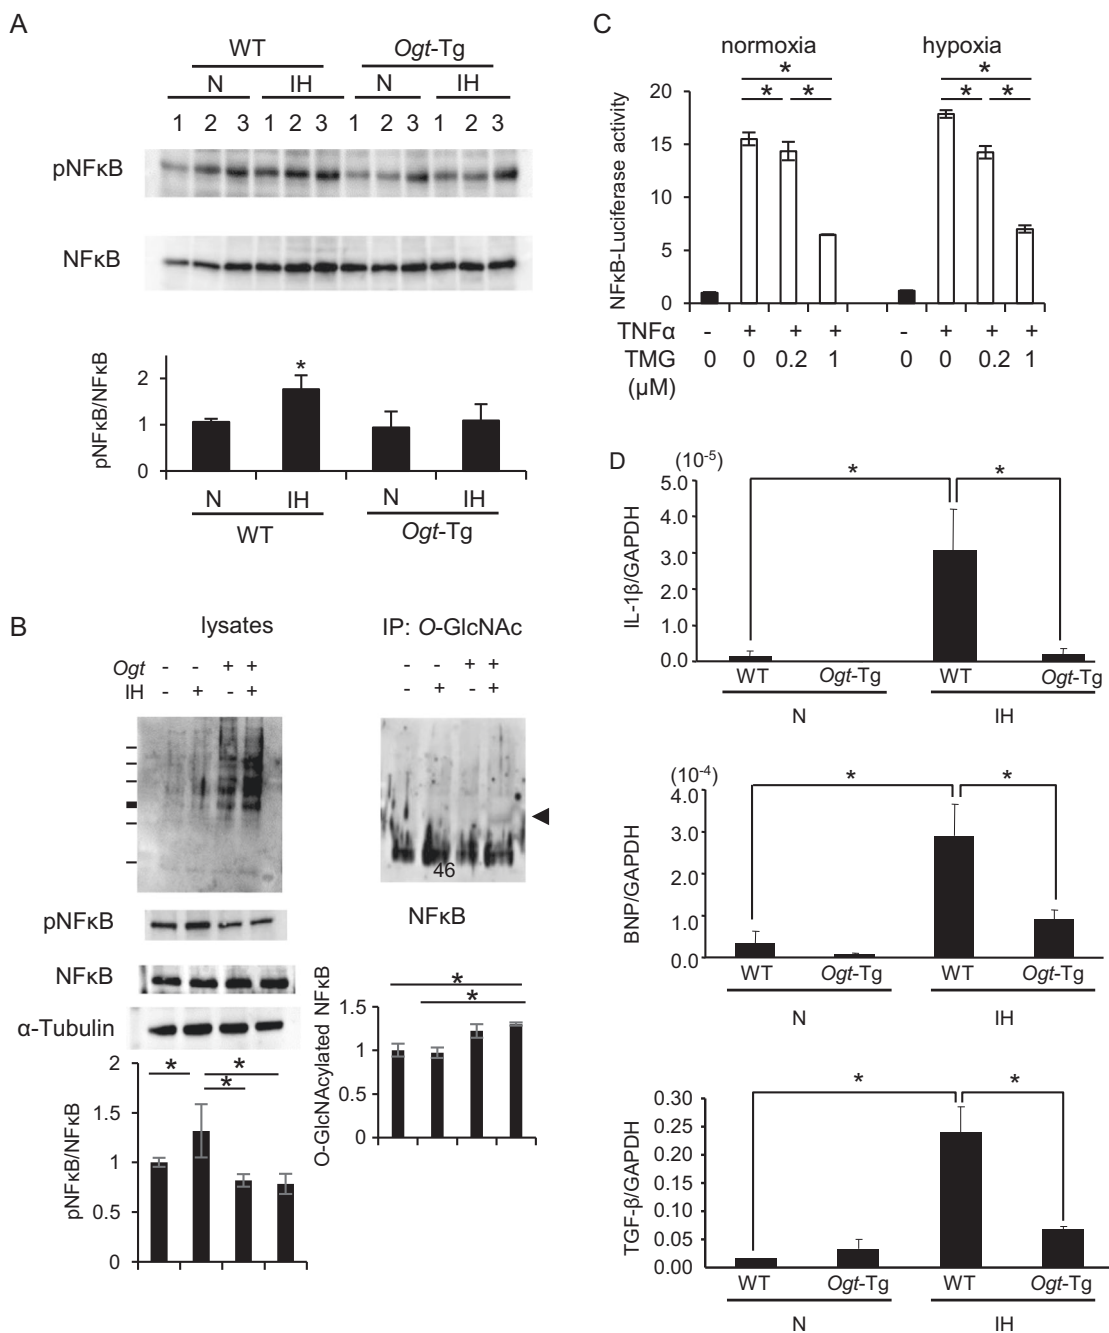 A
WT Ogt-Tg
N IH N IH
1 2 3 1 2 3 1 2 3 1 2 3
pNFκB
NFκB
pNFκB/NFκB
2
1
0
*
N IH N IH
WT Ogt-Tg
B
lysates
Ogt - - + +
IH - + - +
pNFκB
NFκB
α-Tubulin
pNFκB/NFκB
2
1.5
1
0.5
0
* * *
IP: O-GlcNAc
- - + +
- + - +
46
NFκB
O-GlcNAcylated NFκB
1.5
1
0.5
0
*
*
C
normoxia hypoxia
* *
* * * *
NFκB-Luciferase activity
20
15
10
5
0
TNFα - + + + - + + +
TMG 0 0 0.2 1 0 0 0.2 1
(μM)
D
(10-5)
IL-1β/GAPDH
5.0
4.0
3.0
2.0
1.0
0.0
* *
WT Ogt-Tg WT Ogt-Tg
N IH
(10-4)
BNP/GAPDH
4.0
3.0
2.0
1.0
0.0
* *
WT Ogt-Tg WT Ogt-Tg
N IH
TGF-β/GAPDH
0.30
0.25
0.20
0.15
0.10
0.05
0.00
* *
WT Ogt-Tg WT Ogt-Tg
N IH